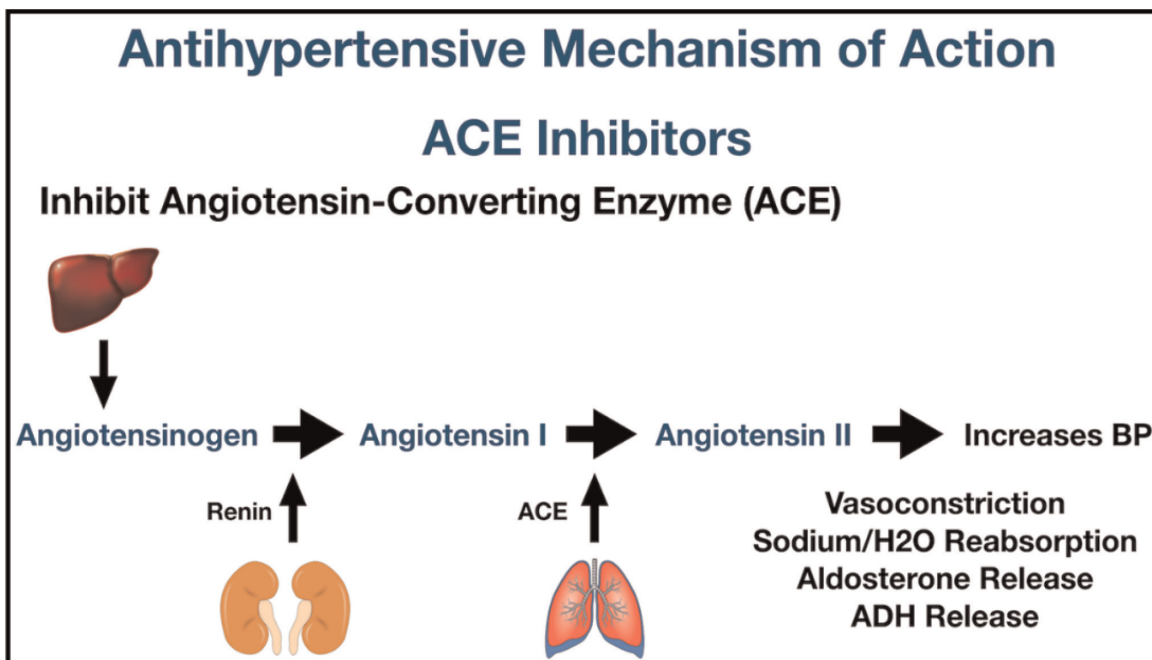 Antihypertensive Mechanism of Action
ACE Inhibitors
Inhibit Angiotensin-Converting Enzyme (ACE)
Angiotensinogen
Angiotensin I
Angiotensin II
Increases BP
Renin
ACE
Vasoconstriction
Sodium/H2O Reabsorption
Aldosterone Release
ADH Release